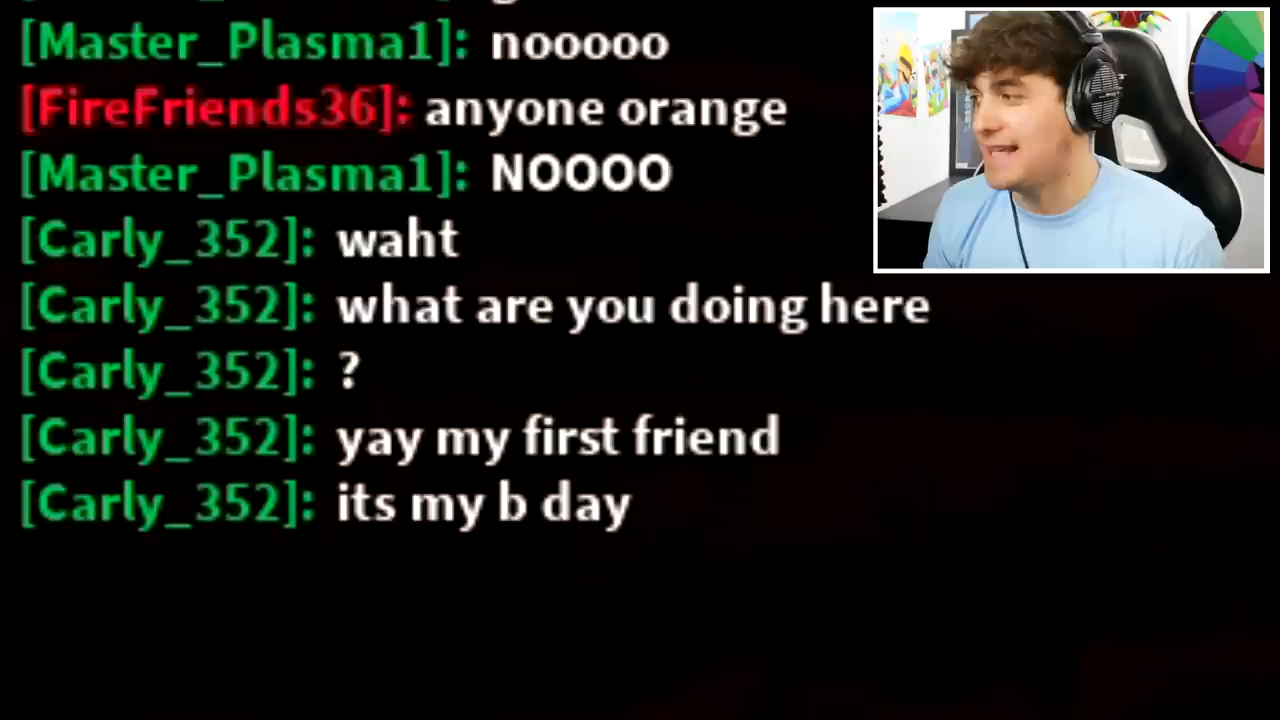 [Master_Plasma1]: nooooo
[FireFriends36]: anyone orange
[Master_Plasma1]: NOOOO
[Carly_352]: waht
[Carly_352]: what are you doing here
[Carly_352]: ?
[Carly_352]: yay my first friend
[Carly_352]: its my b day